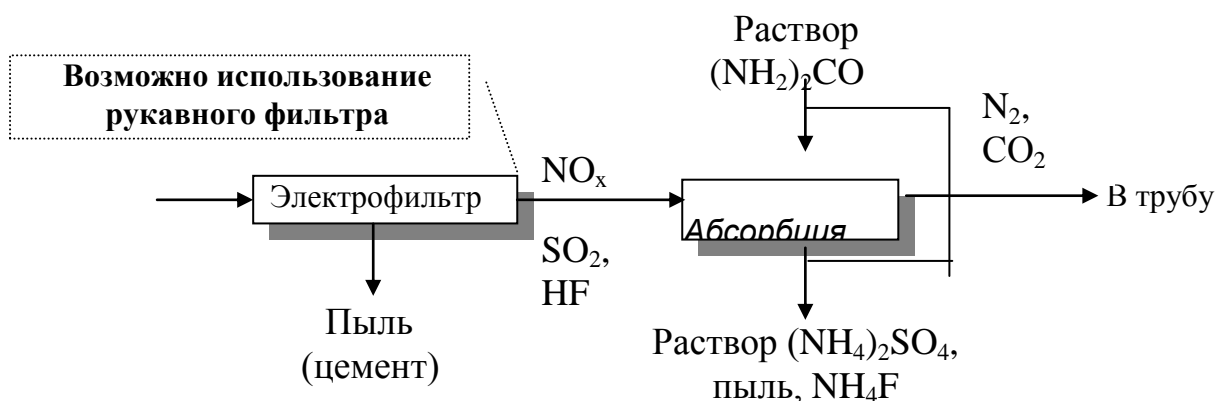 Возможно использование
рукавного фильтра
Раствор
(NH₂)₂CO
N₂,
CO₂
Электрофильтр
NOₓ
SO₂,
HF
Абсорбция
В трубу
Пыль
(цемент)
Раствор (NH₄)₂SO₄,
пыль, NH₄F